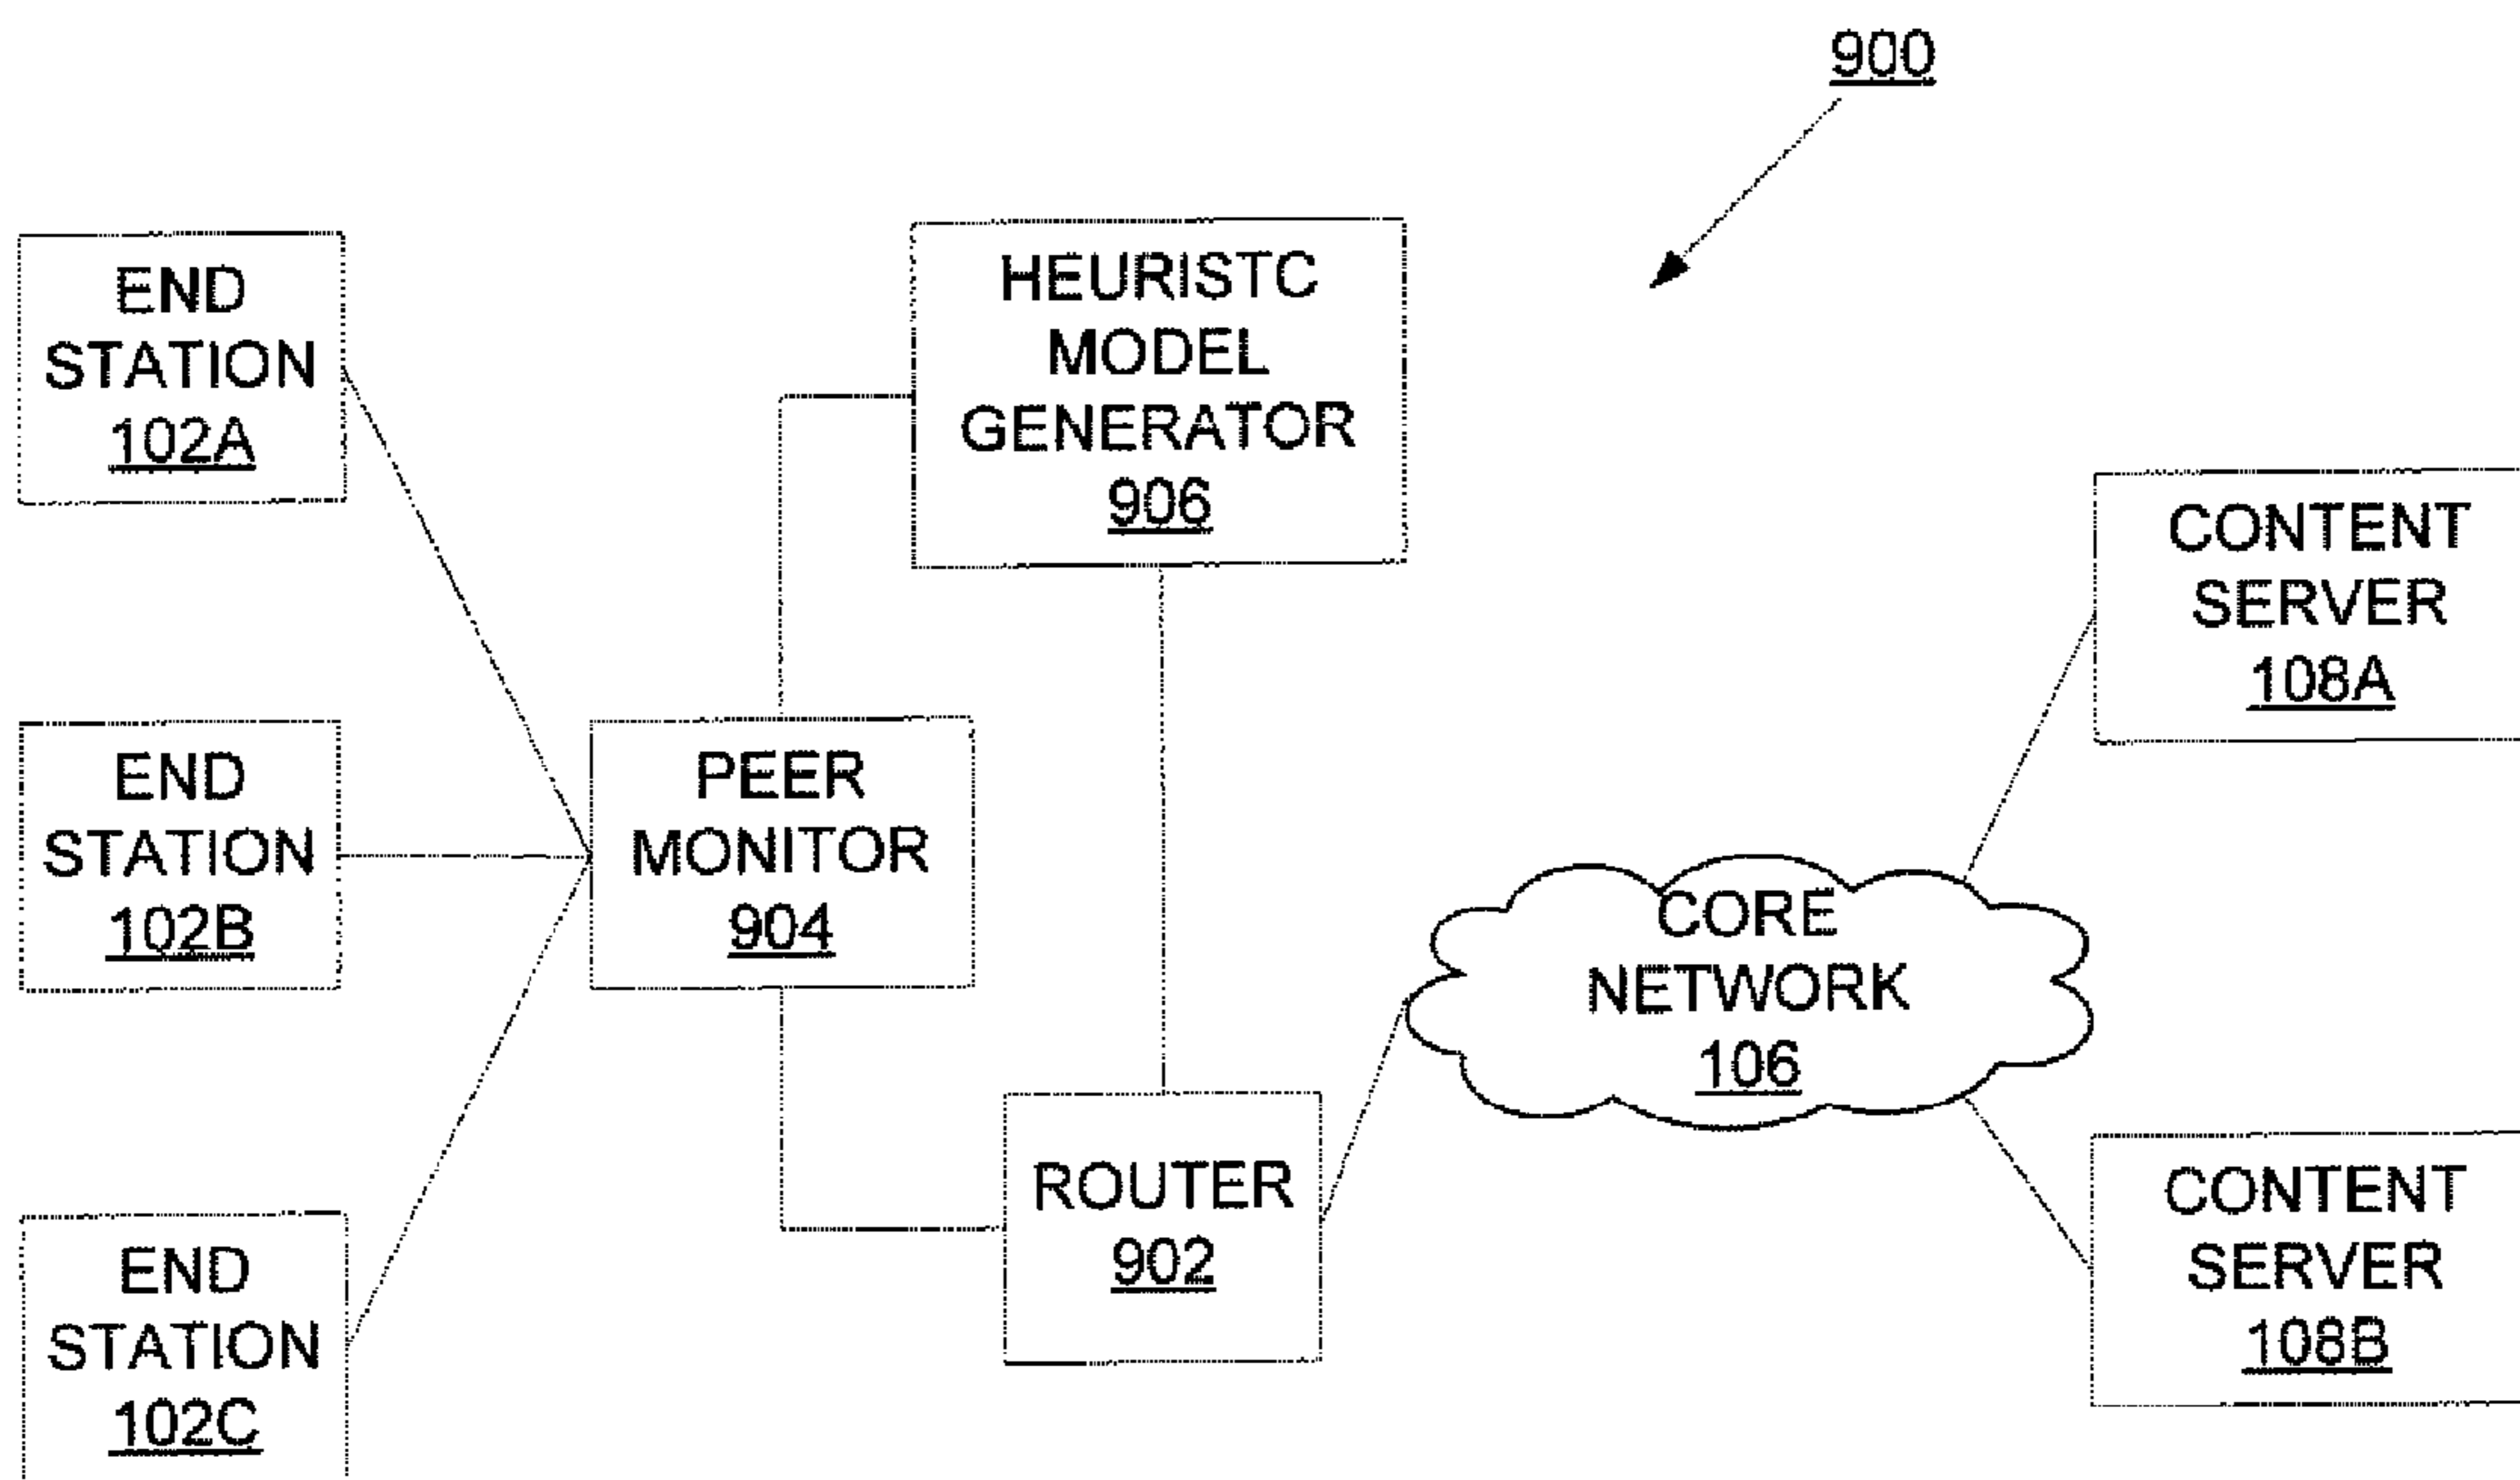 900
END
STATION
102A
HEURISTC
MODEL
GENERATOR
906
CONTENT
SERVER
108A
END
STATION
102B
PEER
MONITOR
904
CORE
NETWORK
106
ROUTER
902
CONTENT
SERVER
108B
END
STATION
102C